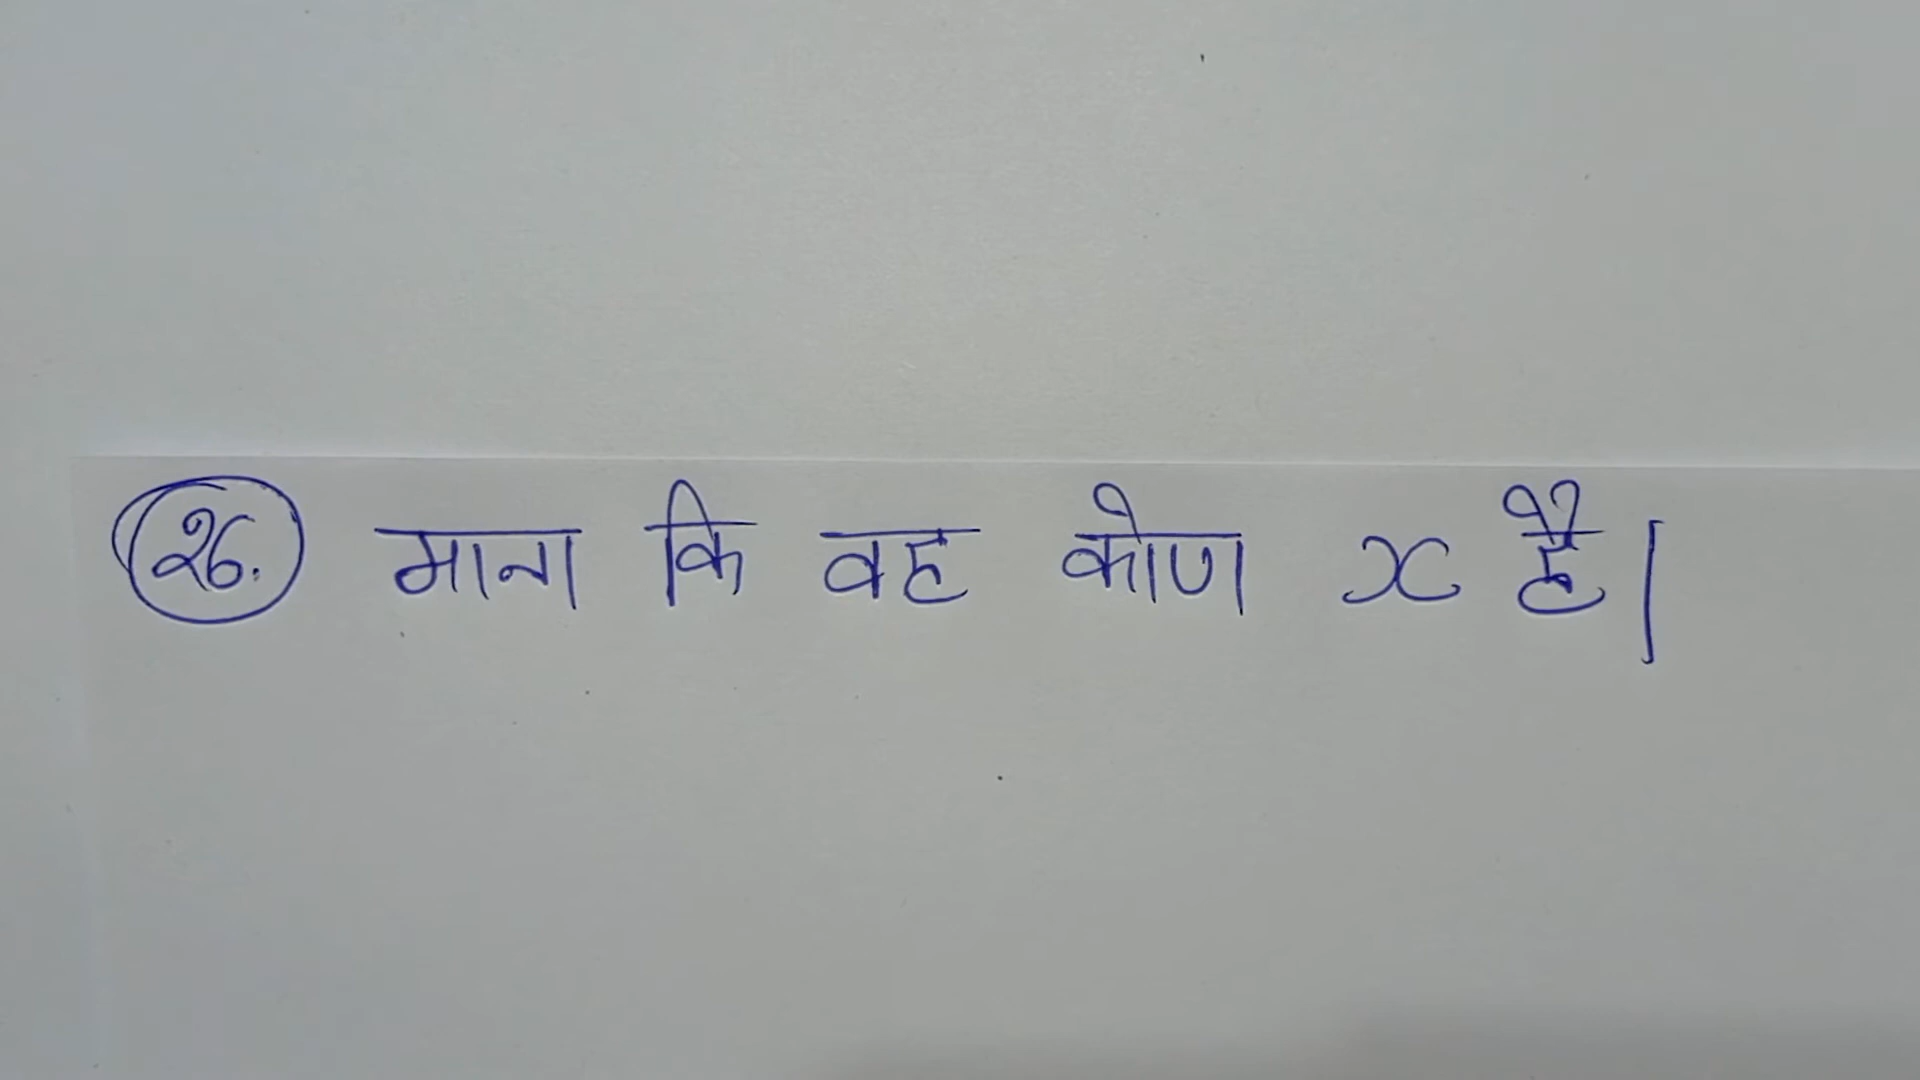 26. माना कि वह कोण x है।